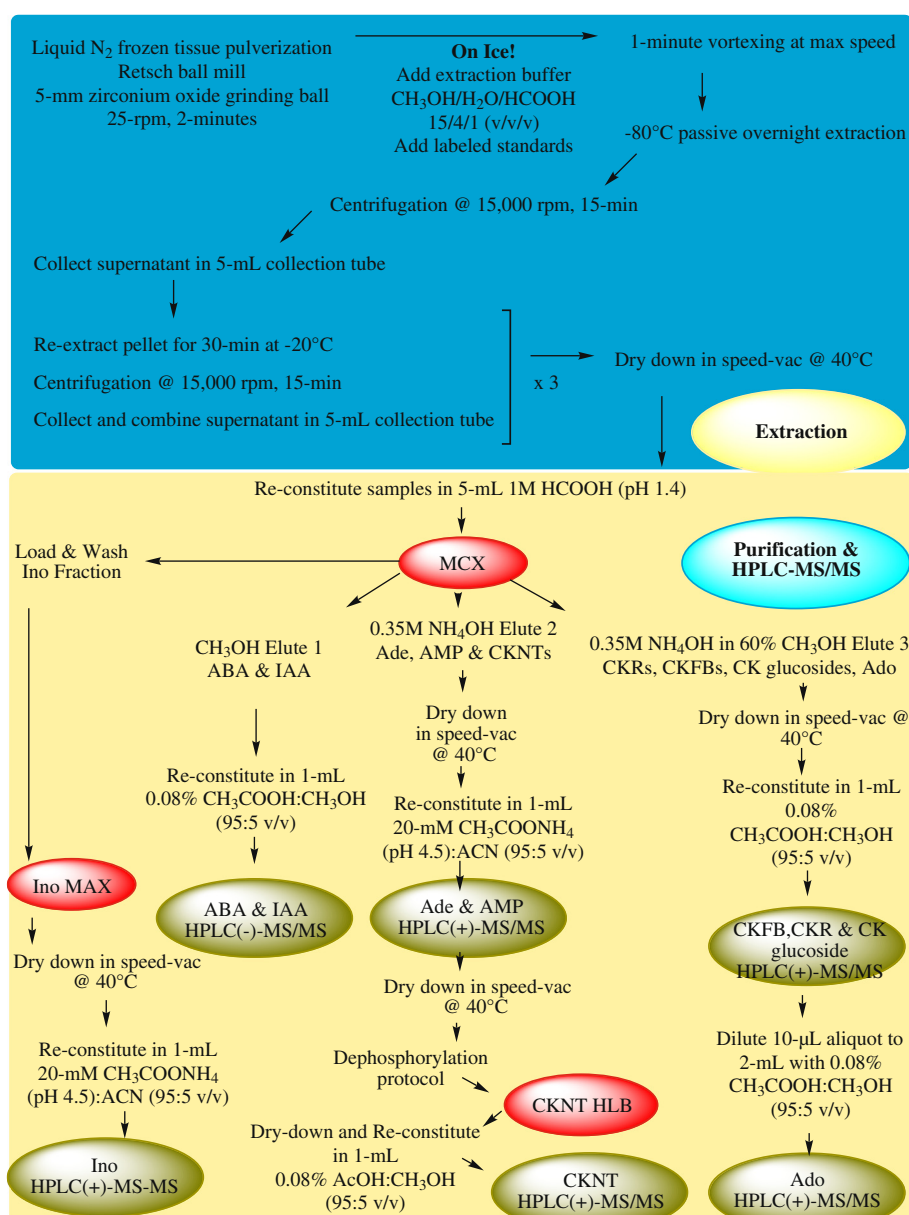 Liquid N₂ frozen tissue pulverization
Retsch ball mill
5-mm zirconium oxide grinding ball
25-rpm, 2-minutes
On Ice!
Add extraction buffer
CH₃OH/H₂O/HCOOH
15/4/1 (v/v/v)
Add labeled standards
1-minute vortexing at max speed
-80°C passive overnight extraction
Centrifugation @ 15,000 rpm, 15-min
Collect supernatant in 5-mL collection tube
Re-extract pellet for 30-min at -20°C
Centrifugation @ 15,000 rpm, 15-min
Collect and combine supernatant in 5-mL collection tube
x 3
Dry down in speed-vac @ 40°C
Extraction
Re-constitute samples in 5-mL 1M HCOOH (pH 1.4)
MCX
Purification &
HPLC-MS/MS
Load & Wash
Ino Fraction
Ino MAX
Dry down in speed-vac
@ 40°C
Re-constitute in 1-mL
20-mM CH₃COONH₄
(pH 4.5):ACN (95:5 v/v)
Ino
HPLC(+)-MS-MS
CH₃OH Elute 1
ABA & IAA
Re-constitute in 1-mL
0.08% CH₃COOH:CH₃OH
(95:5 v/v)
ABA & IAA
HPLC(-)-MS/MS
0.35M NH₄OH Elute 2
Ade, AMP & CKNTs
Dry down
in speed-vac
@ 40°C
Re-constitute in 1-mL
20-mM CH₃COONH₄
(pH 4.5):ACN (95:5 v/v)
Ade & AMP
HPLC(+)-MS/MS
Dry down in speed-vac
@ 40°C
Dephosphorylation
protocol
CKNT HLB
Dry-down and Re-constitute
in 1-mL
0.08% AcOH:CH₃OH
(95:5 v/v)
CKNT
HPLC(+)-MS/MS
0.35M NH₄OH in 60% CH₃OH Elute 3
CKRs, CKFBs, CK glucosides, Ado
Dry down in speed-vac @
40°C
Re-constitute in 1-mL
0.08%
CH₃COOH:CH₃OH
(95:5 v/v)
CKFB,CKR & CK
glucoside
HPLC(+)-MS/MS
Dilute 10-µL aliquot to
2-mL with 0.08%
CH₃COOH:CH₃OH
(95:5 v/v)
Ado
HPLC(+)-MS/MS